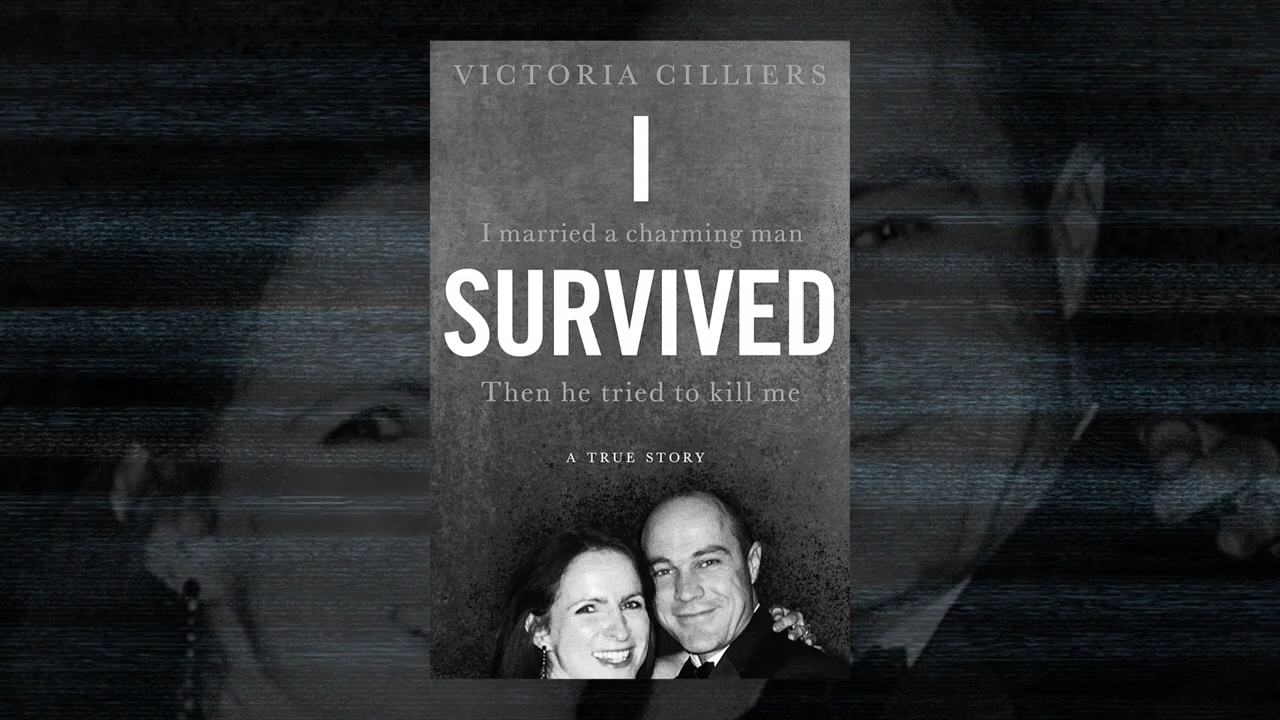 VICTORIA CILLIERS
I
I married a charming man
SURVIVED
Then he tried to kill me
A TRUE STORY